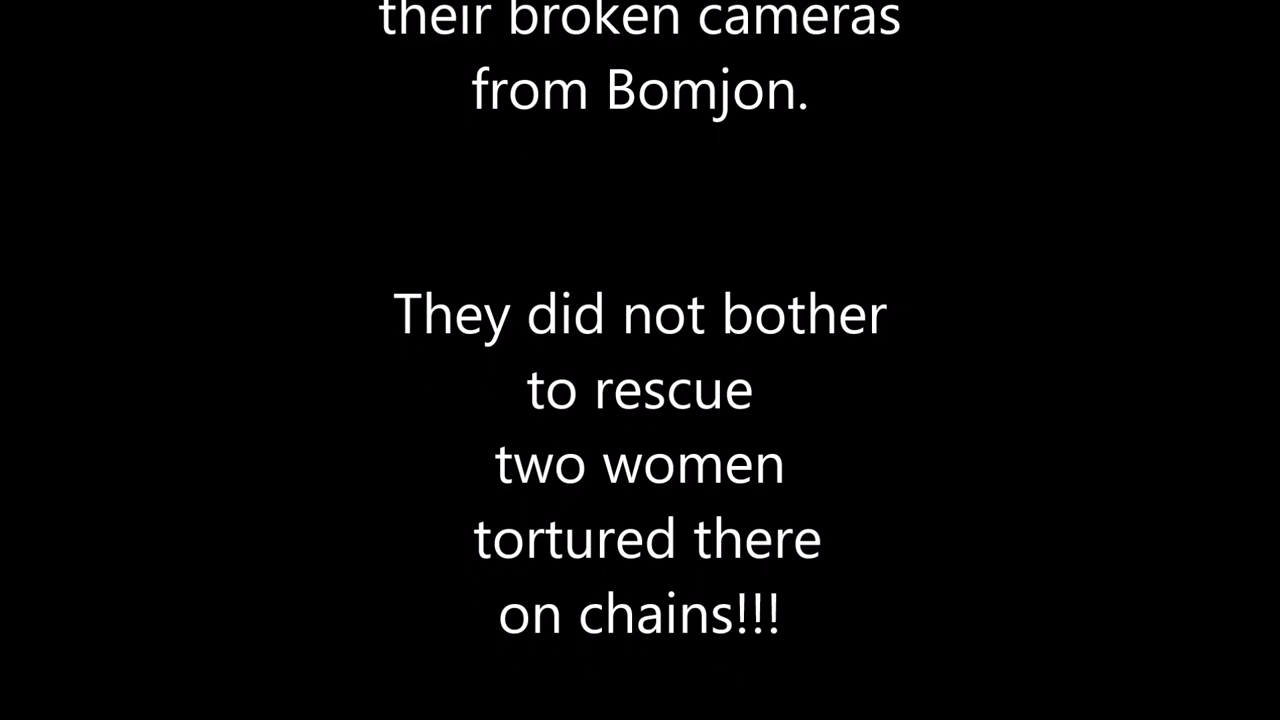 their broken cameras
from Bomjon.
They did not bother
to rescue
two women
tortured there
on chains!!!